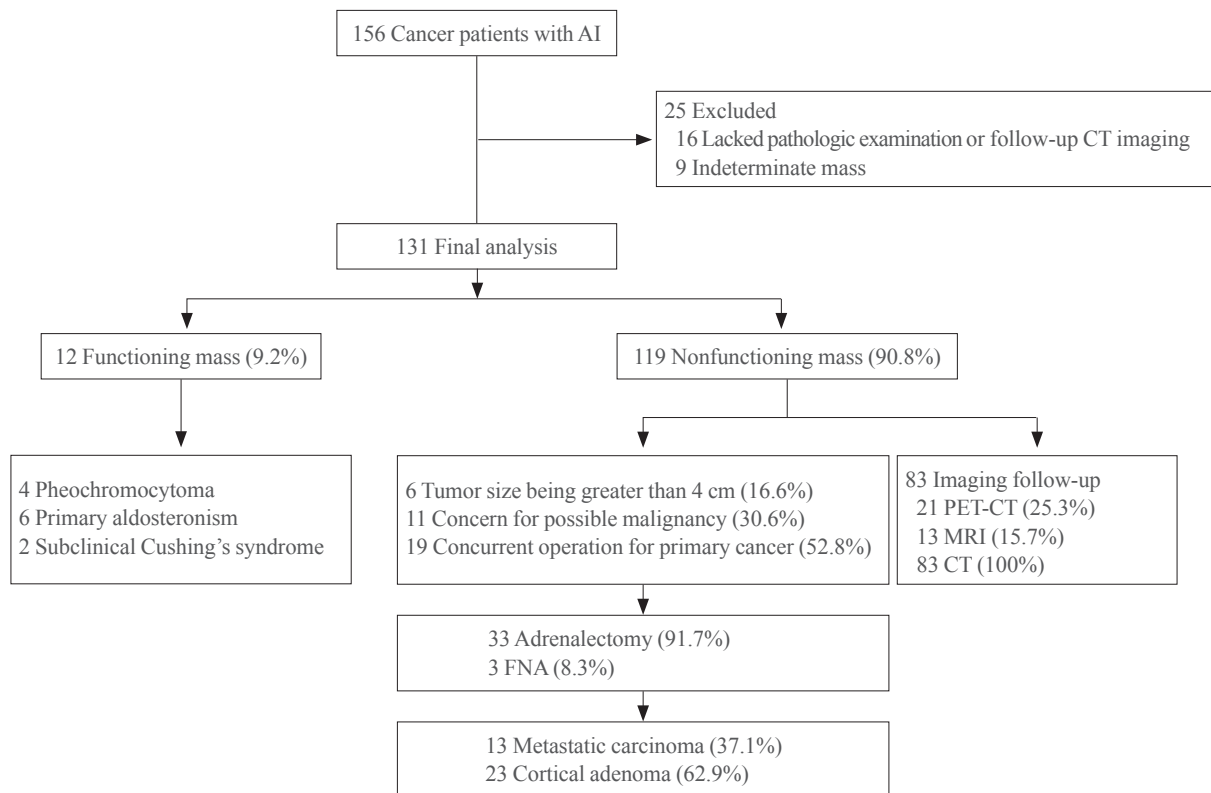 156 Cancer patients with AI
25 Excluded
16 Lacked pathologic examination or follow-up CT imaging
9 Indeterminate mass
131 Final analysis
12 Functioning mass (9.2%)
119 Nonfunctioning mass (90.8%)
4 Pheochromocytoma
6 Primary aldosteronism
2 Subclinical Cushing's syndrome
6 Tumor size being greater than 4 cm (16.6%)
11 Concern for possible malignancy (30.6%)
19 Concurrent operation for primary cancer (52.8%)
83 Imaging follow-up
21 PET-CT (25.3%)
13 MRI (15.7%)
83 CT (100%)
33 Adrenalectomy (91.7%)
3 FNA (8.3%)
13 Metastatic carcinoma (37.1%)
23 Cortical adenoma (62.9%)